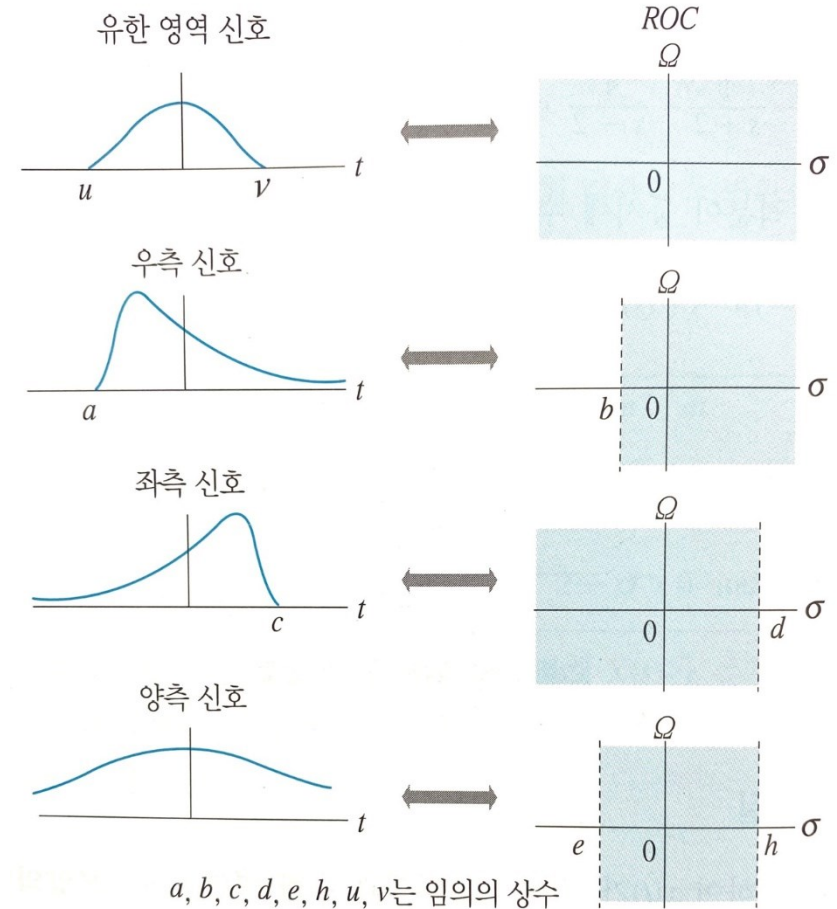 유한 영역 신호
ROC
Ω
t
u
v
σ
0
우측 신호
Ω
t
a
σ
b
0
좌측 신호
Ω
t
c
σ
0
d
양측 신호
Ω
t
σ
e
0
h
a, b, c, d, e, h, u, v는 임의의 상수